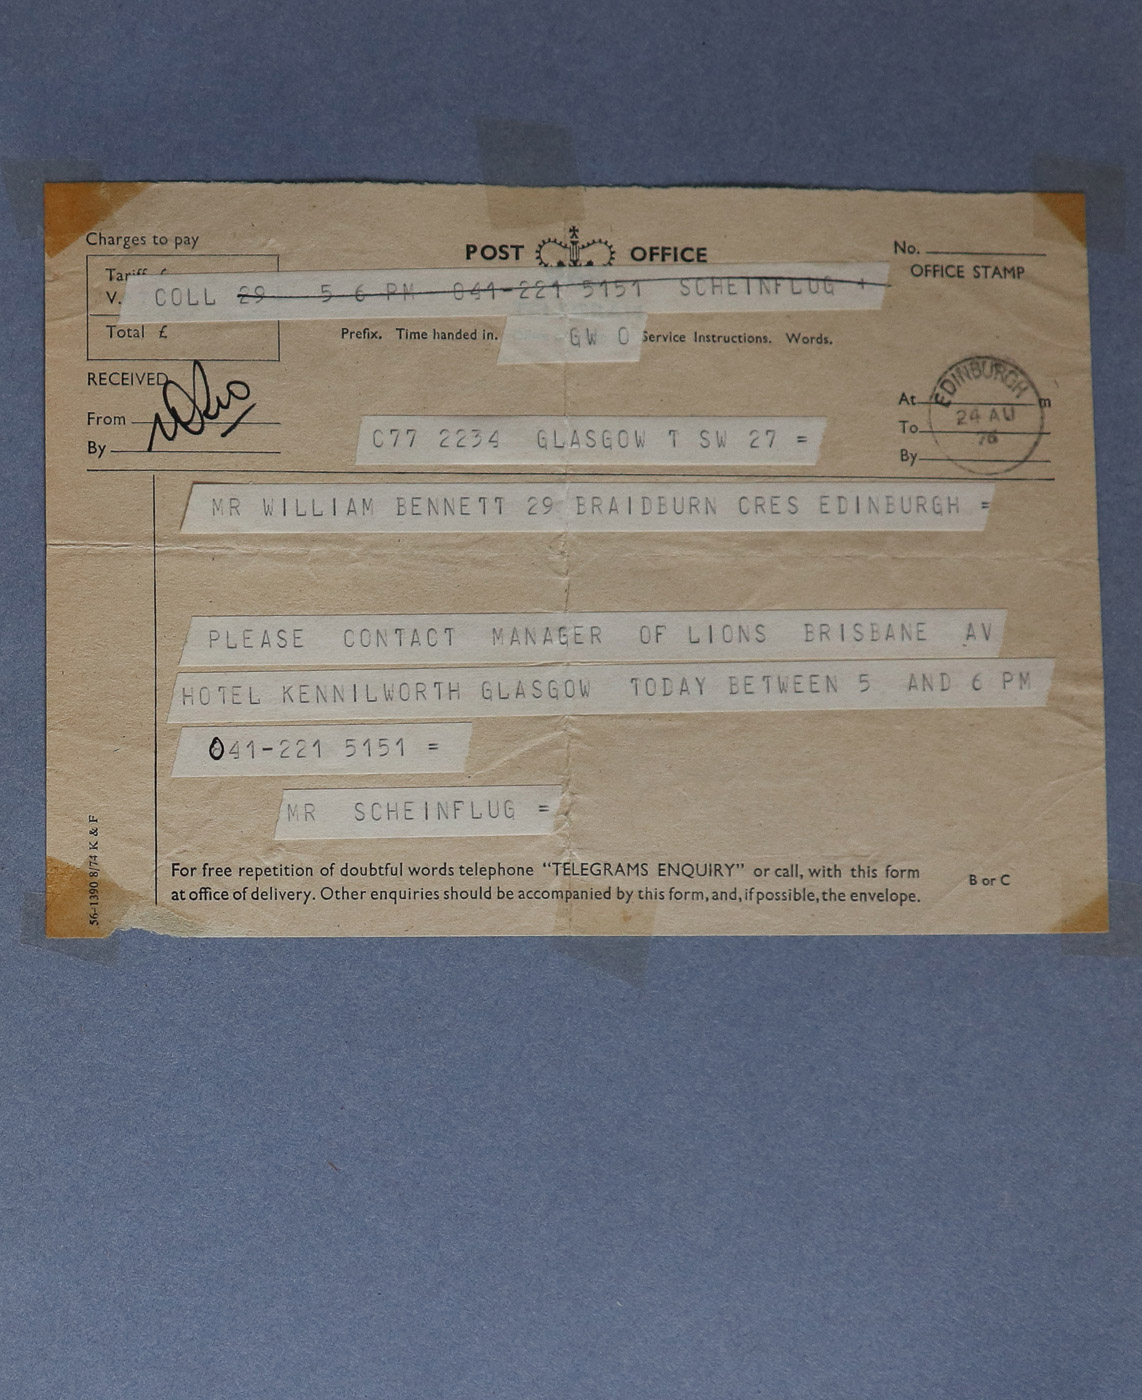 Charges to pay
POST OFFICE
No.
OFFICE STAMP
Tariff £
V.
COLL 29 5 6 PM 041-221 5151 SCHEINFLUG +
Total £
Prefix. Time handed in. GW O Service Instructions. Words.
RECEIVED
From
By
At m
To
By
EDINBURGH
24 AU
76
C77 2234 GLASGOW T SW 27 =
MR WILLIAM BENNETT 29 BRAIDBURN CRES EDINBURGH =
PLEASE CONTACT MANAGER OF LIONS BRISBANE AV
HOTEL KENNILWORTH GLASGOW TODAY BETWEEN 5 AND 6 PM
041-221 5151 =
MR SCHEINFLUG =
For free repetition of doubtful words telephone “TELEGRAMS ENQUIRY” or call, with this form
at office of delivery. Other enquiries should be accompanied by this form, and, if possible, the envelope.
B or C
56-1390 8/74 K & F